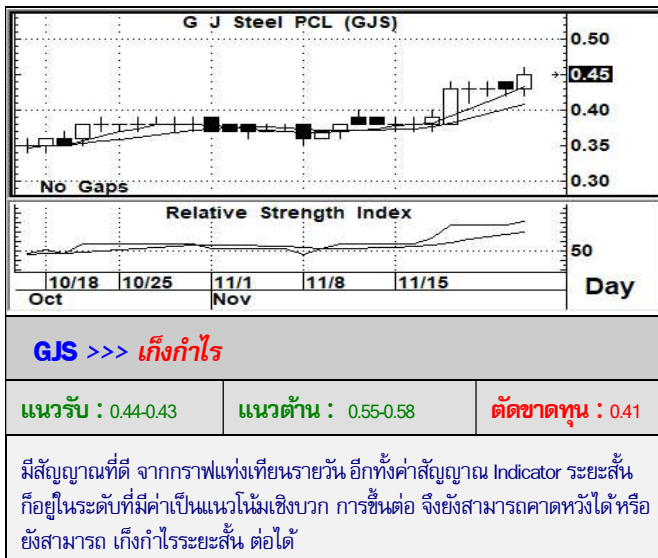 G J Steel PCL (GJS)
0.50
0.45
0.40
0.35
0.30
No Gaps
Relative Strength Index
50
10/18 10/25 11/1 11/8 11/15
Oct Nov
Day
GJS >>> เก็งกำไร
แนวรับ : 0.44-0.43 แนวต้าน : 0.55-0.58 ตัดขาดทุน : 0.41
มีสัญญาณที่ดี จากกราฟแท่งเทียนรายวัน อีกทั้งค่าสัญญาณ Indicator ระยะสั้น
ก็อยู่ในระดับที่มีค่าเป็นแนวโน้มเชิงบวก การขึ้นต่อ จึงยังสามารถคาดหวังได้ หรือ
ยังสามารถ เก็งกำไรระยะสั้น ต่อได้